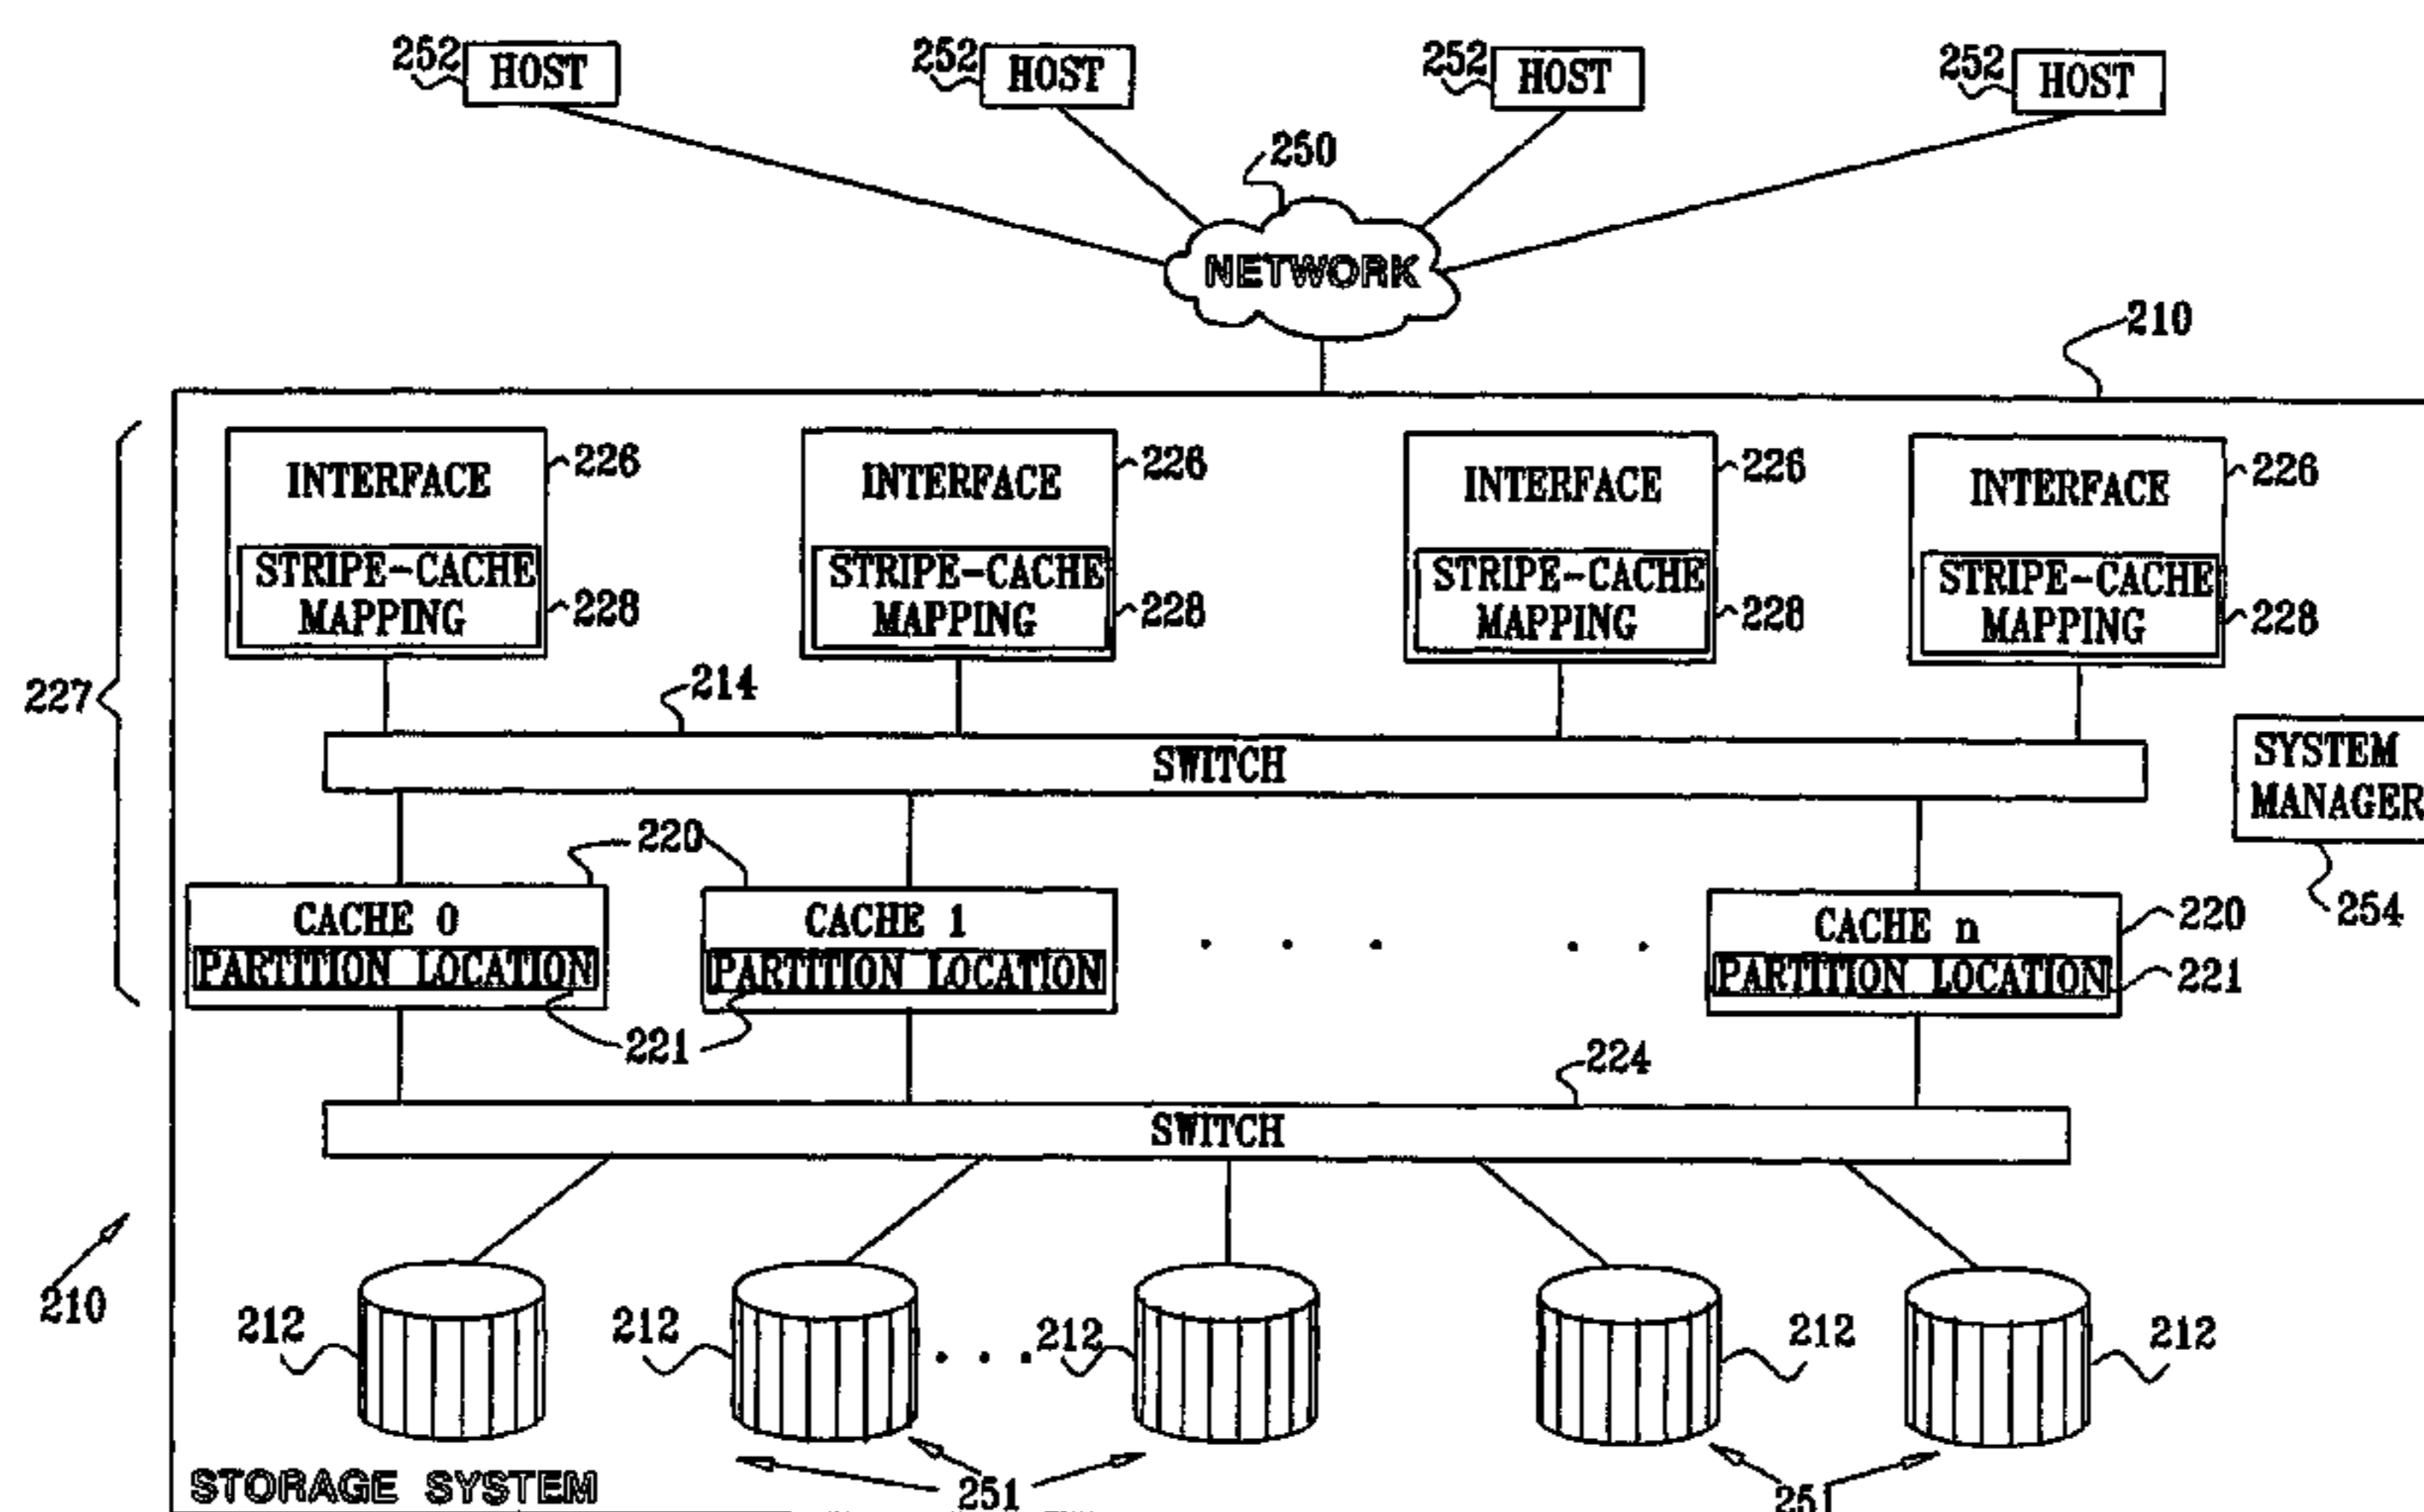 252 HOST 252 HOST 252 HOST 252 HOST
250
NETWORK
210
INTERFACE 226 INTERFACE 226 INTERFACE 226 INTERFACE 226
STRIPE-CACHE STRIPE-CACHE STRIPE-CACHE STRIPE-CACHE
MAPPING 228 MAPPING 228 MAPPING 228 MAPPING 228
227
214
SWITCH
SYSTEM
MANAGER
254
220
CACHE 0 CACHE 1 . . . . . CACHE n 220
PARTITION LOCATION PARTITION LOCATION PARTITION LOCATION 221
221
224
SWITCH
210
212 212 . . . 212 212 212
251 251
STORAGE SYSTEM